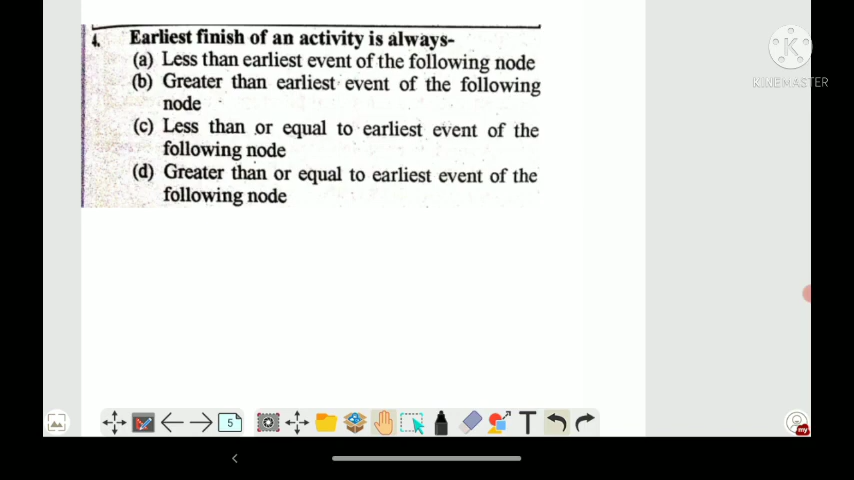 4. Earliest finish of an activity is always-
(a) Less than earliest event of the following node
(b) Greater than earliest event of the following
node
(c) Less than or equal to earliest event of the
following node
(d) Greater than or equal to earliest event of the
following node
KINEMASTER
5
my